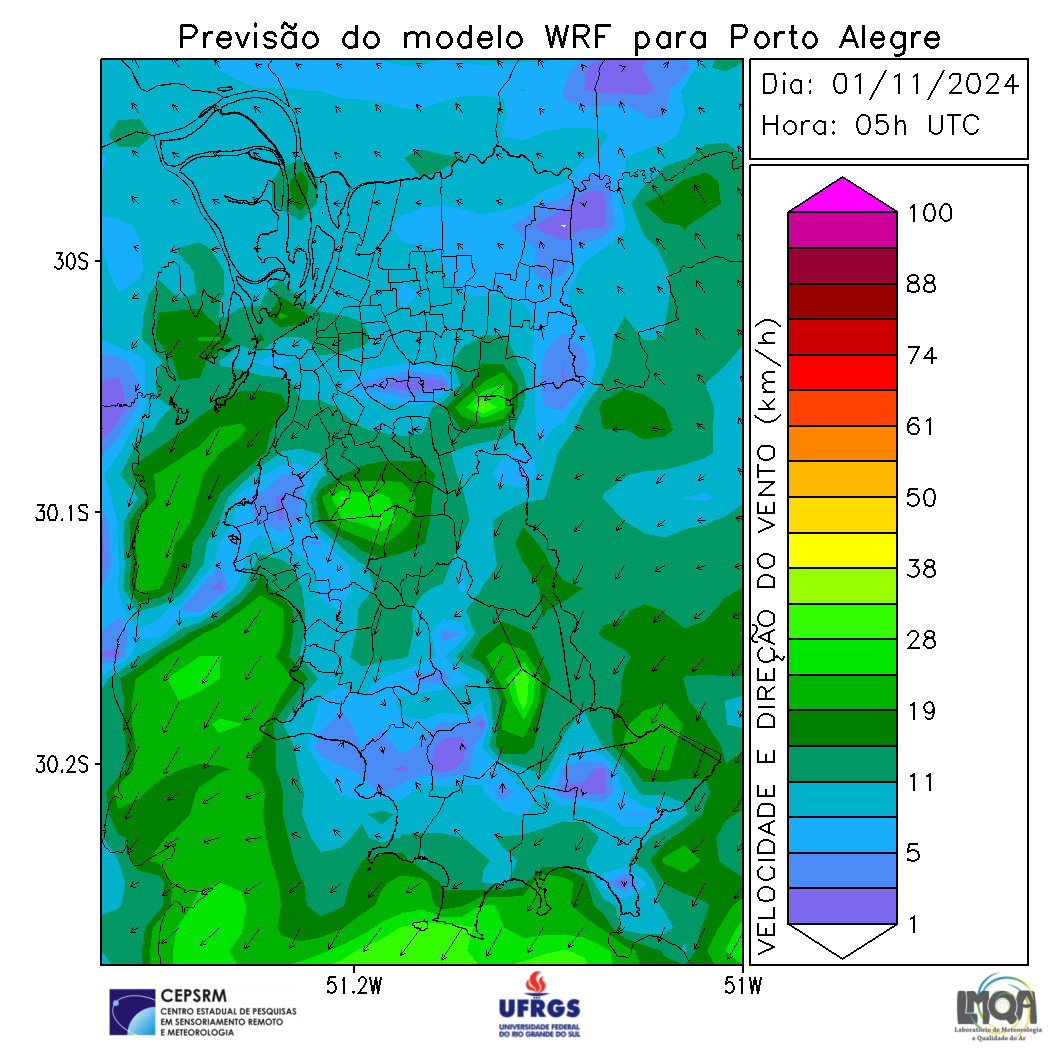 Previsão do modelo WRF para Porto Alegre
Dia: 01/11/2024
Hora: 05h UTC
30S
30.1S
30.2S
51.2W
51W
VELOCIDADE E DIREÇÃO DO VENTO (km/h)
100
88
74
61
50
38
28
19
11
5
1
CEPSRM
CENTRO ESTADUAL DE PESQUISAS
EM SENSORIAMENTO REMOTO
E METEOROLOGIA
UFRGS
UNIVERSIDADE FEDERAL
DO RIO GRANDE DO SUL
LMQA
Laboratório de Meteorologia
e Qualidade do Ar